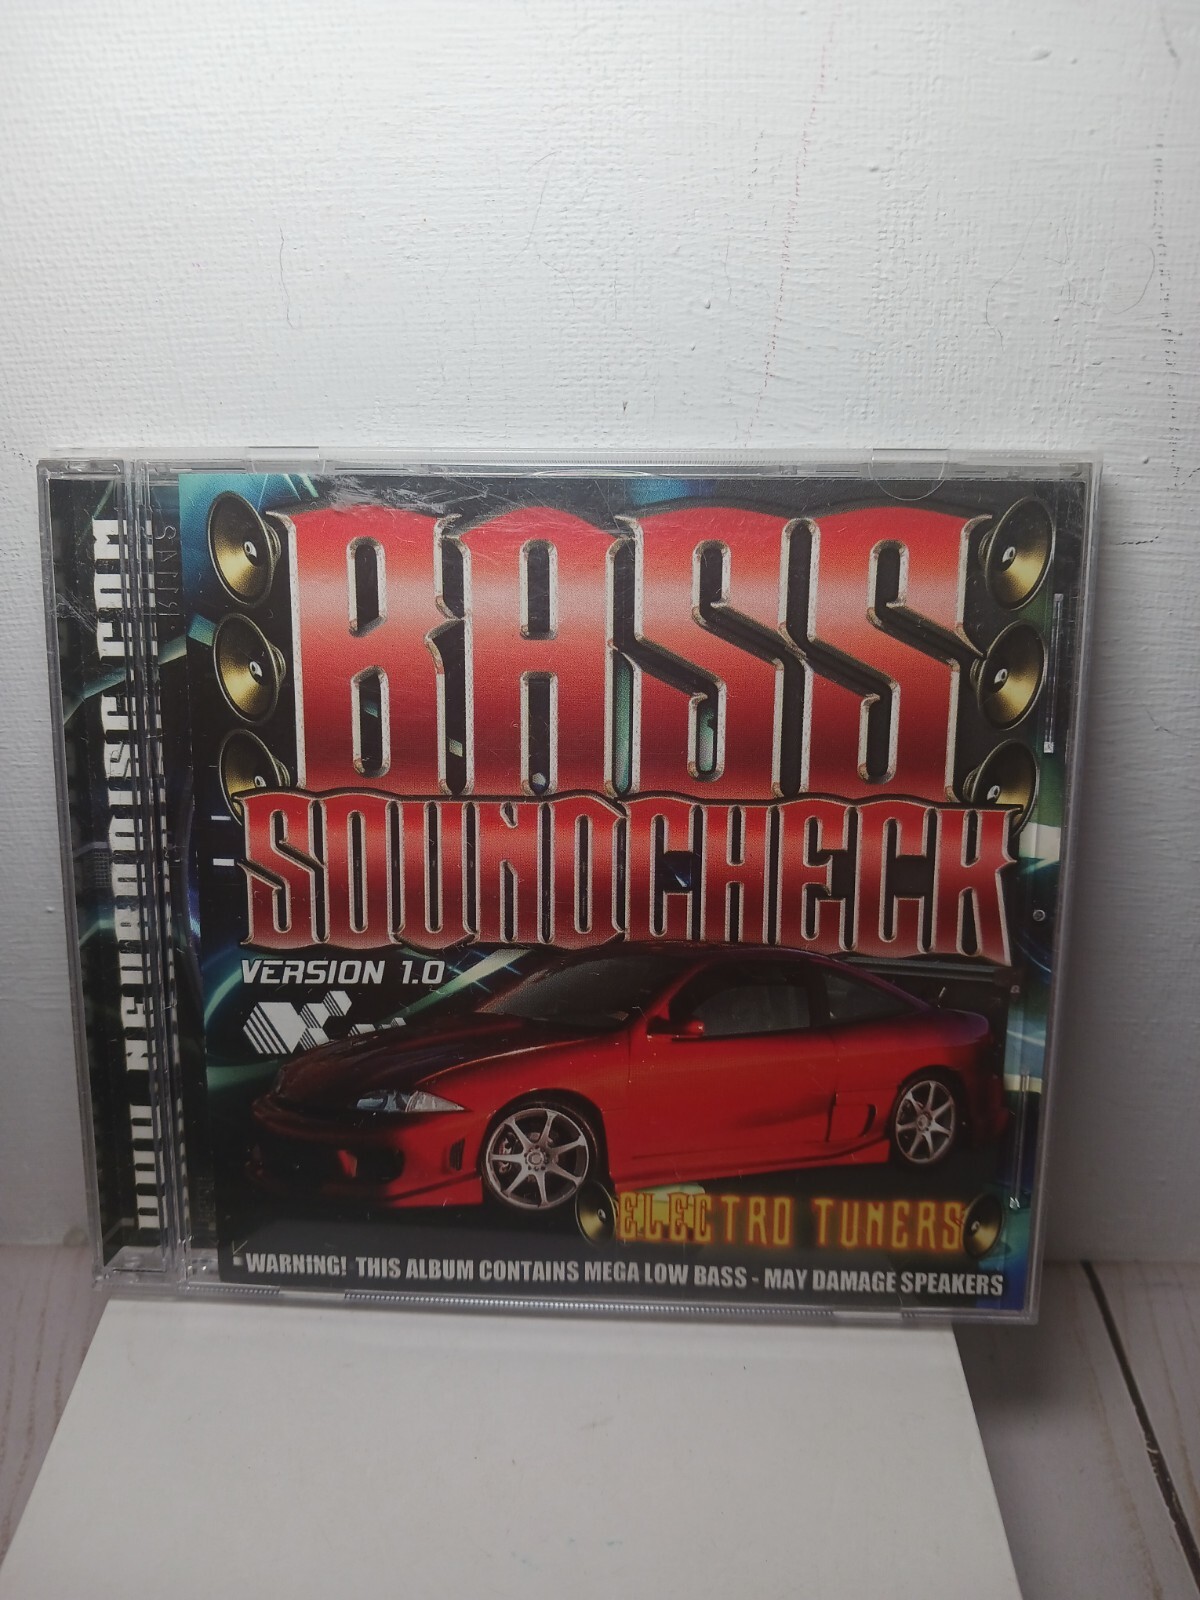 BASS
SOUNDCHECK
VERSION 1.0
ELECTRO TUNERS
WARNING! THIS ALBUM CONTAINS MEGA LOW BASS - MAY DAMAGE SPEAKERS